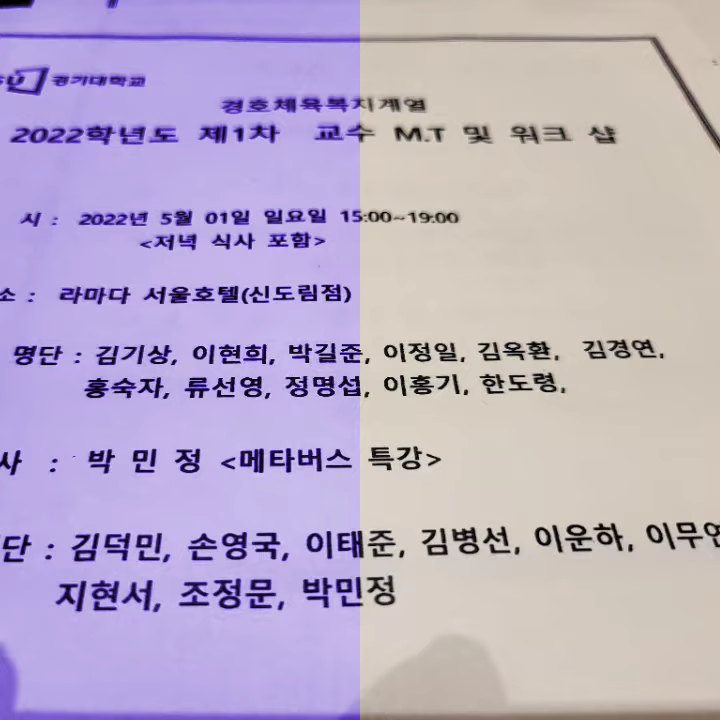 경기대학교
경호체육복지계열
2022학년도 제1차 교수 M.T 및 워크 샵
시 : 2022년 5월 01일 일요일 15:00~19:00
<저녁 식사 포함>
소 : 라마다 서울호텔(신도림점)
명단 : 김기상, 이현희, 박길준, 이정일, 김옥환, 김경연,
홍숙자, 류선영, 정명섭, 이홍기, 한도령,
사 : 박 민 정 <메타버스 특강>
단 : 김덕민, 손영국, 이태준, 김병선, 이운하, 이무연
지현서, 조정문, 박민정